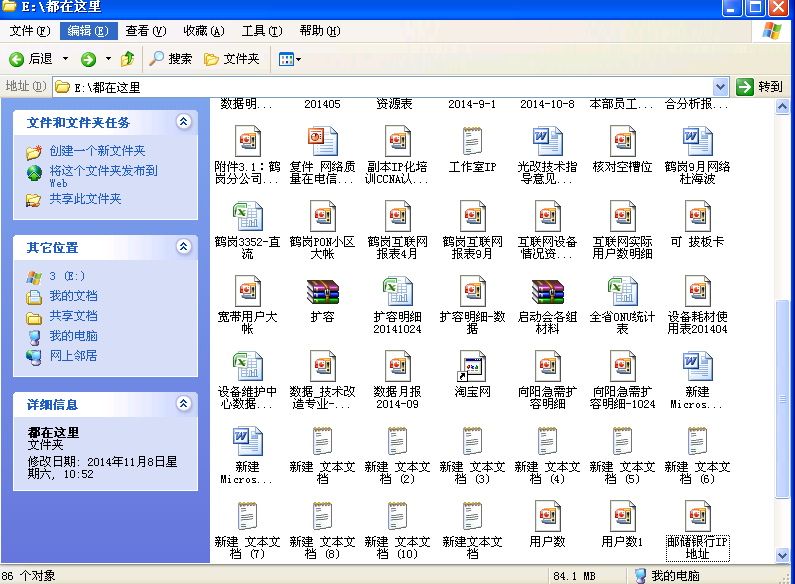 E:\都在这里
文件(F) 编辑(E) 查看(V) 收藏(A) 工具(T) 帮助(H)
后退 搜索 文件夹
地址(D) E:\都在这里 转到
文件和文件夹任务
创建一个新文件夹
将这个文件夹发布到
Web
共享此文件夹
其它位置
3 (E:)
我的文档
共享文档
我的电脑
网上邻居
详细信息
都在这里
文件夹
修改日期: 2014年11月8日星
期六, 10:52
数据明... 201405 资源表 2014-9-1 2014-10-8 本部员工... 合分析报...
附件3.1：鹤 复件 网络质 副本IP化培 工作室IP 光改技术指 核对空槽位 鹤岗9月网络
岗分公司... 量在电信... 训CCNA认... 导意见... 杜海波
鹤岗3352-直 鹤岗PON小区 鹤岗互联网 鹤岗互联网 互联网设备 互联网实际 可 拔板卡
流 大帐 报表4月 报表9月 情况资... 用户数明细
宽带用户大 扩容 扩容明细 扩容明细-数 启动会各组 全省ONU统计 设备耗材使
帐 20141024 据 材料 表 用表201404
设备维护中 数据_技术改 数据月报 淘宝网 向阳急需扩 向阳急需扩 新建
心数据... 造专业-... 2014-09 容明细 容明细-1024 Micros...
新建 新建 文本文 新建 文本文 新建 文本文 新建 文本文 新建 文本文 新建 文本文
Micros... 档 档 (2) 档 (3) 档 (4) 档 (5) 档 (6)
新建 文本文 新建 文本文 新建 文本文 新建文本文 用户数 用户数1 邮储银行IP
档 (7) 档 (8) 档 (10) 档 地址
86 个对象 84.1 MB 我的电脑